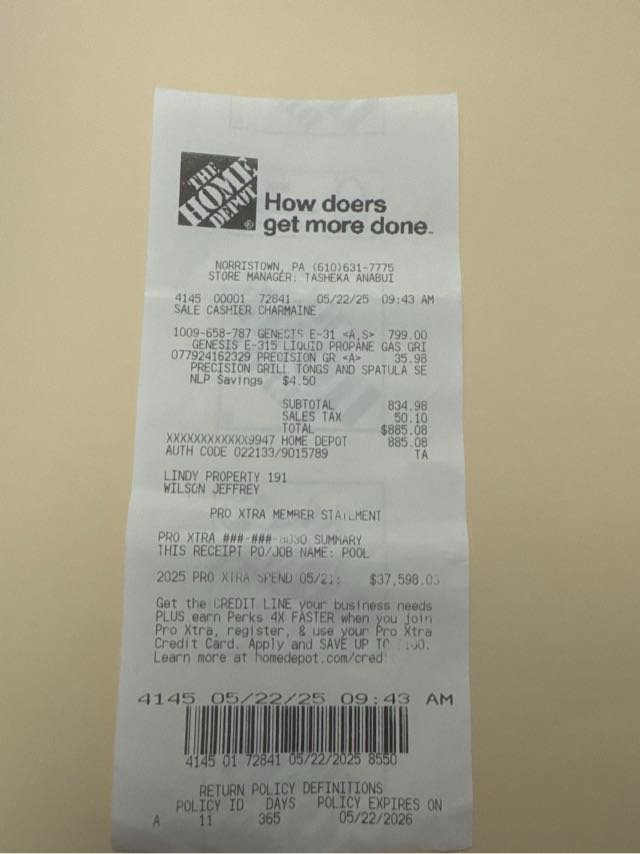 THE
HOME
DEPOT
®
How doers
get more done.
NORRISTOWN, PA (610)631-7775
STORE MANAGER: TASHEKA ANABUI
4145 00001 72841 05/22/25 09:43 AM
SALE CASHIER CHARMAINE
1009-658-787 GENESIS E-31 <A,S> 799.00
GENESIS E-315 LIQUID PROPANE GAS GRI
077924162329 PRECISION GR <A> 35.98
PRECISION GRILL TONGS AND SPATULA SE
NLP Savings $4.50
SUBTOTAL 834.98
SALES TAX 50.10
TOTAL $885.08
XXXXXXXXXXXX9947 HOME DEPOT 885.08
AUTH CODE 022133/9015789 TA
LINDY PROPERTY 191
WILSON JEFFREY
PRO XTRA MEMBER STATEMENT
PRO XTRA ###-###-8030 SUMMARY
THIS RECEIPT PO/JOB NAME: POOL
2025 PRO XTRA SPEND 05/21: $37,598.03
Get the CREDIT LINE your business needs
PLUS earn Perks 4X FASTER when you join
Pro Xtra, register, & use your Pro Xtra
Credit Card. Apply and SAVE UP TO
Learn more at homedepot.com/cred
4145 05/22/25 09:43 AM
4145 01 72841 05/22/2025 8550
RETURN POLICY DEFINITIONS
POLICY ID DAYS POLICY EXPIRES ON
A 11 365 05/22/2026